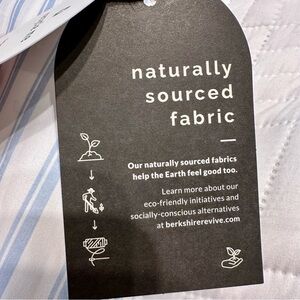 naturally
sourced
fabric
Our naturally sourced fabrics
help the Earth feel good too.
Learn more about our
eco-friendly initiatives and
socially-conscious alternatives
at berkshirerevive.com